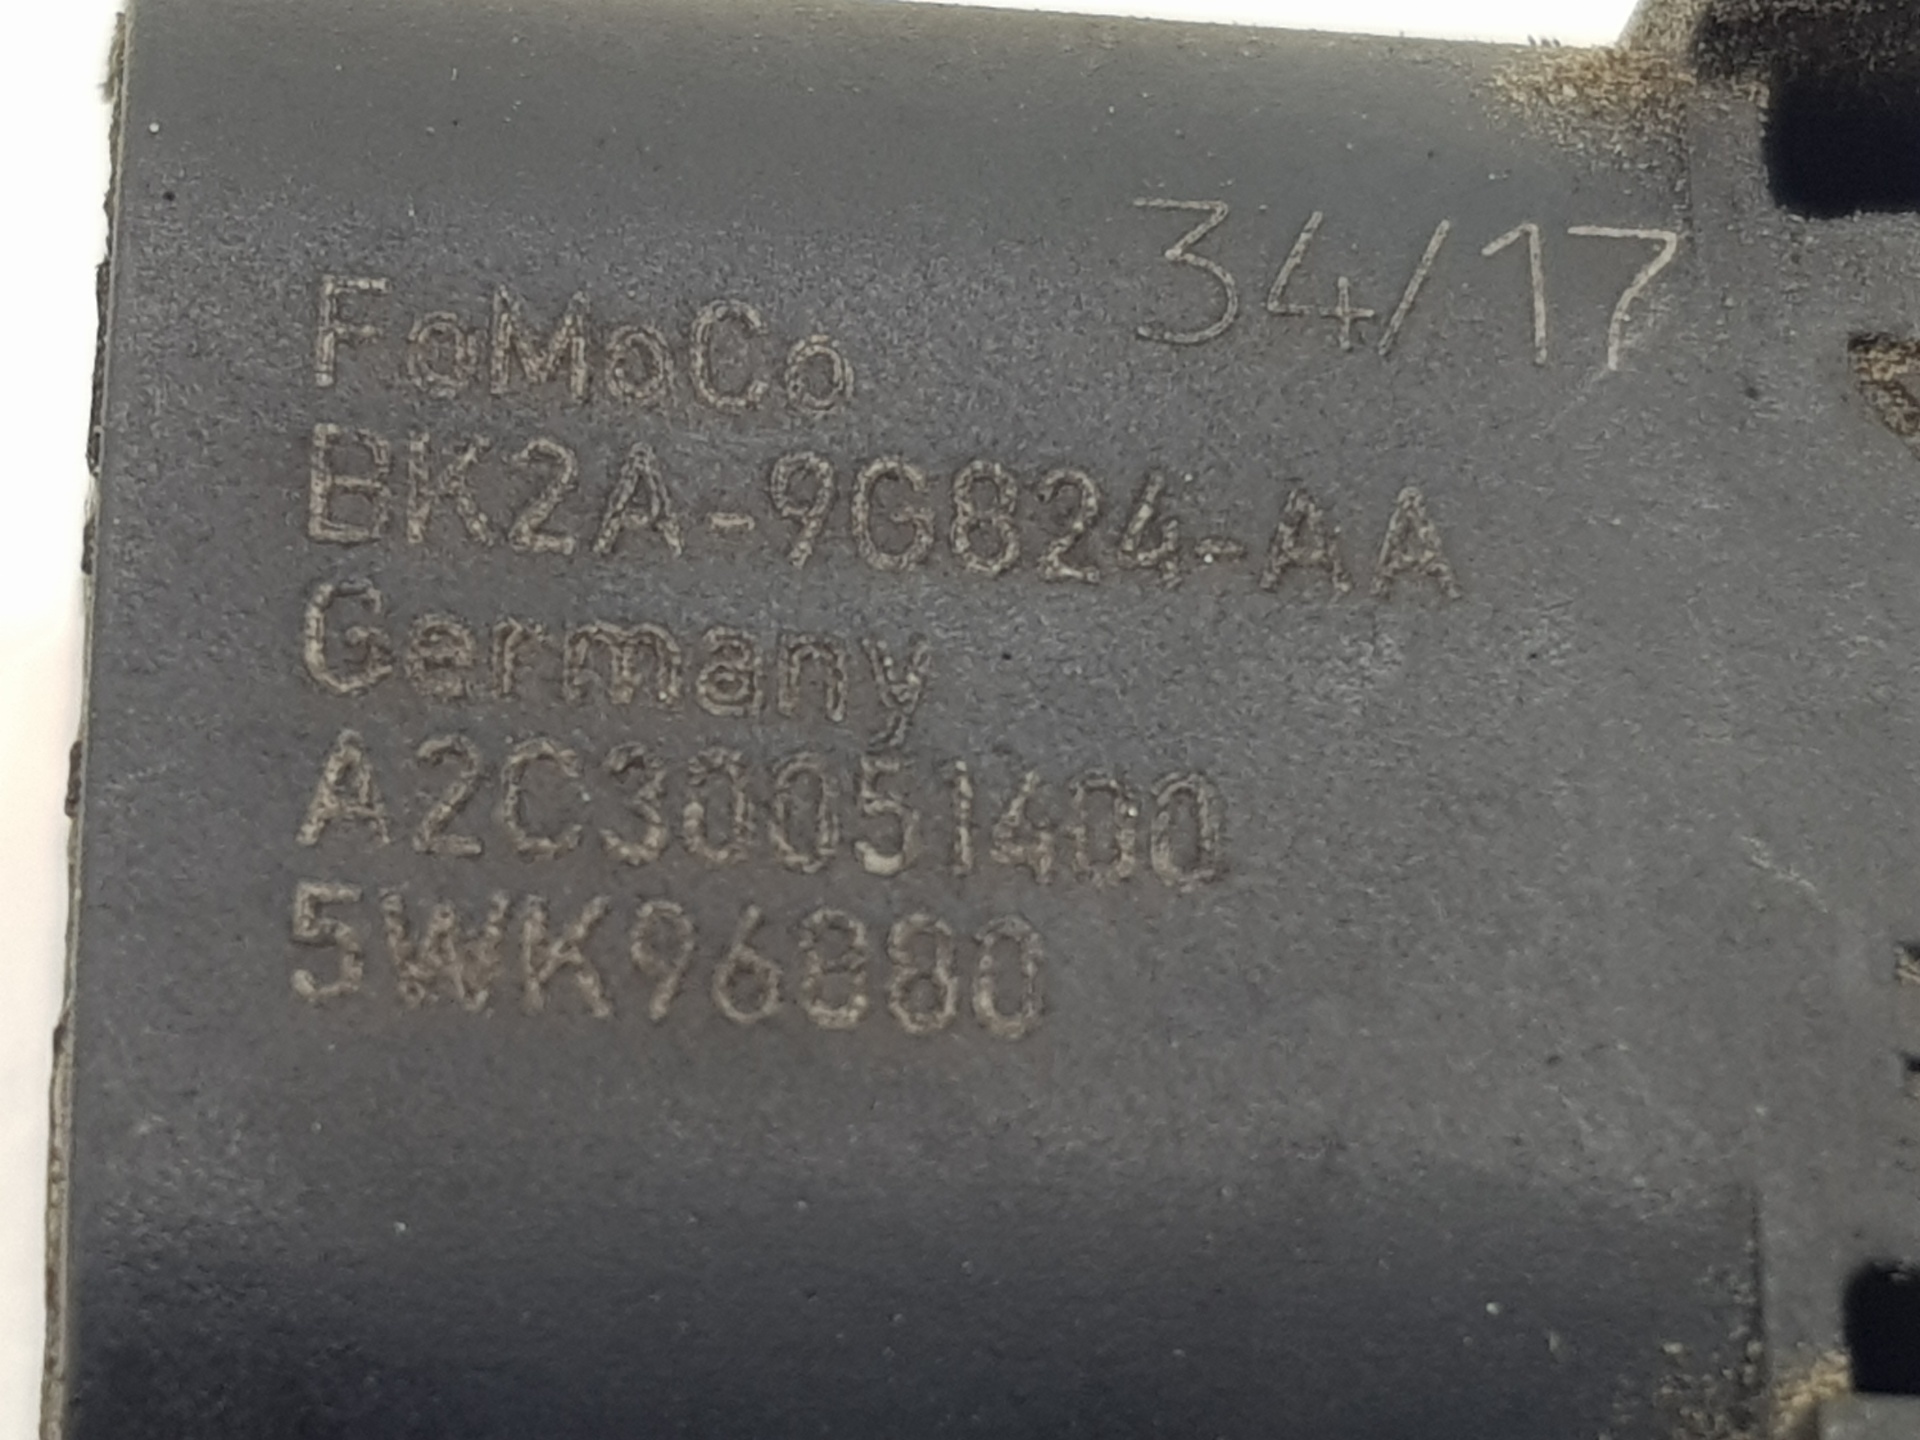 34/17
FoMoCo
BK2A-9G824-AA
Germany
A2C30051400
5WK96880